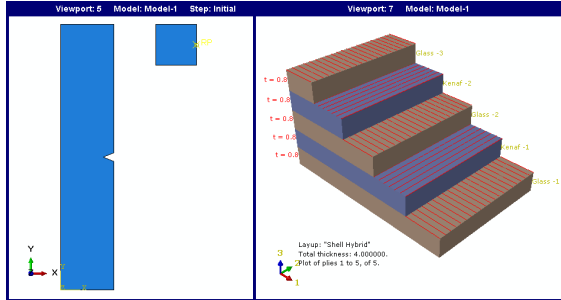 Viewport: 5 Model: Model-1 Step: Initial
Viewport: 7 Model: Model-1
RP
Glass -3
t = 0.8
Kenaf -2
t = 0.8
Glass -2
t = 0.8
Kenaf -1
t = 0.8
Glass -1
t = 0.8
Y
X
Layup: "Shell Hybrid"
Total thickness: 4.000000.
Plot of plies 1 to 5, of 5.
3
2
1